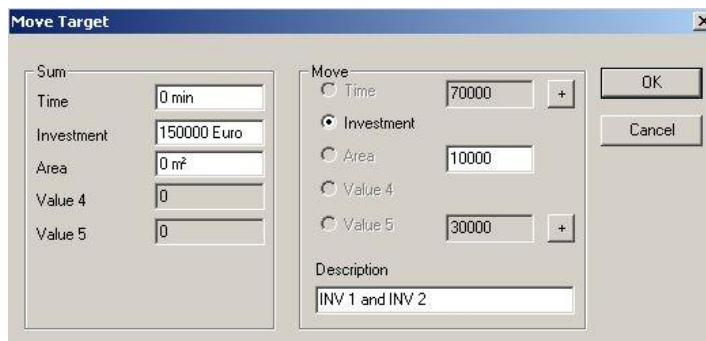 Move Target
Sum
Time 0 min
Investment 150000 Euro
Area 0 m²
Value 4 0
Value 5 0
Move
Time 70000 +
Investment
Area 10000
Value 4
Value 5 30000 +
Description
INV 1 and INV 2
OK
Cancel